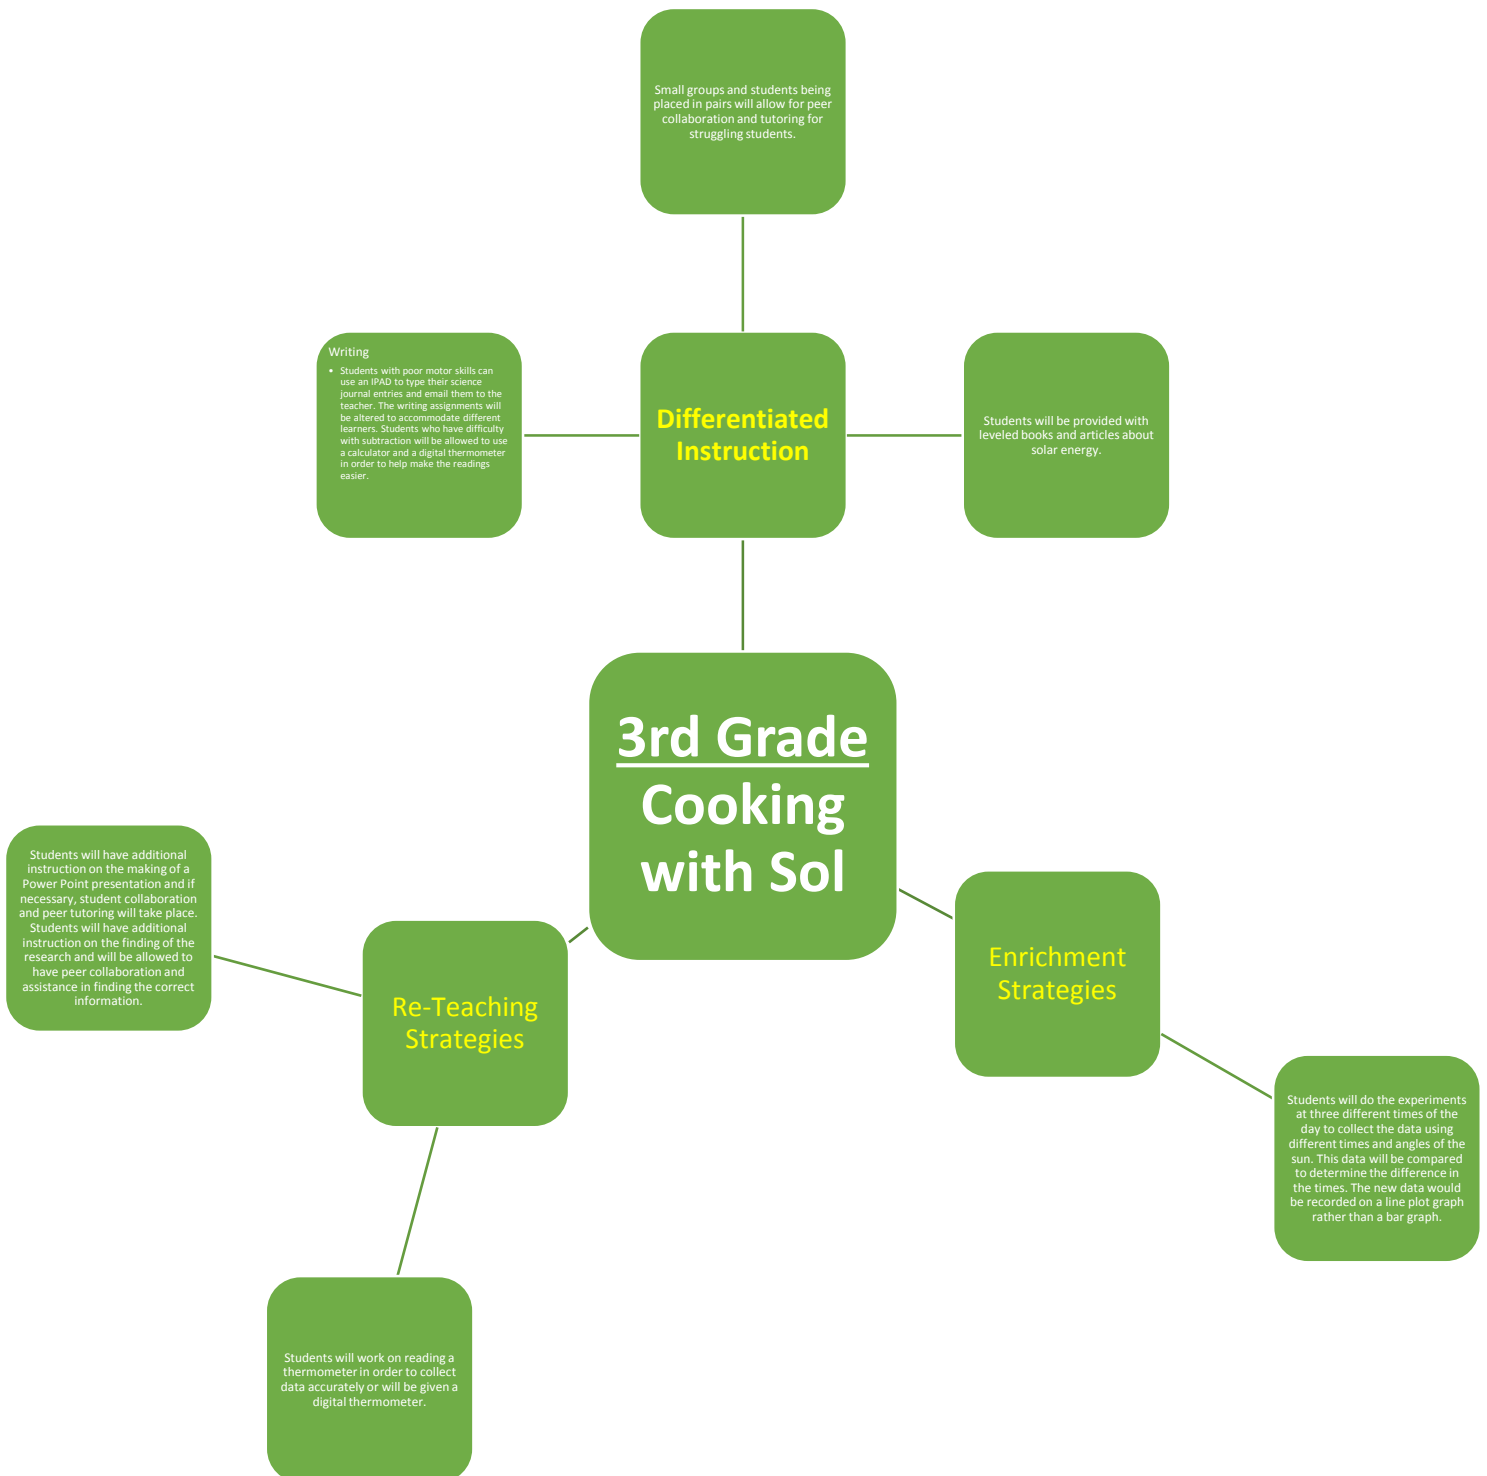 Small groups and students being
placed in pairs will allow for peer
collaboration and tutoring for
struggling students.
Writing
• Students with poor motor skills can
use an IPAD to type their science
journal entries and email them to the
teacher. The writing assignments will
be altered to accommodate different
learners. Students who have difficulty
with subtraction will be allowed to use
a calculator and a digital thermometer
in order to help make the readings
easier.
Differentiated
Instruction
Students will be provided with
leveled books and articles about
solar energy.
3rd Grade
Cooking
with Sol
Students will have additional
instruction on the making of a
Power Point presentation and if
necessary, student collaboration
and peer tutoring will take place.
Students will have additional
instruction on the finding of the
research and will be allowed to
have peer collaboration and
assistance in finding the correct
information.
Re-Teaching
Strategies
Enrichment
Strategies
Students will do the experiments
at three different times of the
day to collect the data using
different times and angles of the
sun. This data will be compared
to determine the difference in
the times. The new data would
be recorded on a line plot graph
rather than a bar graph.
Students will work on reading a
thermometer in order to collect
data accurately or will be given a
digital thermometer.